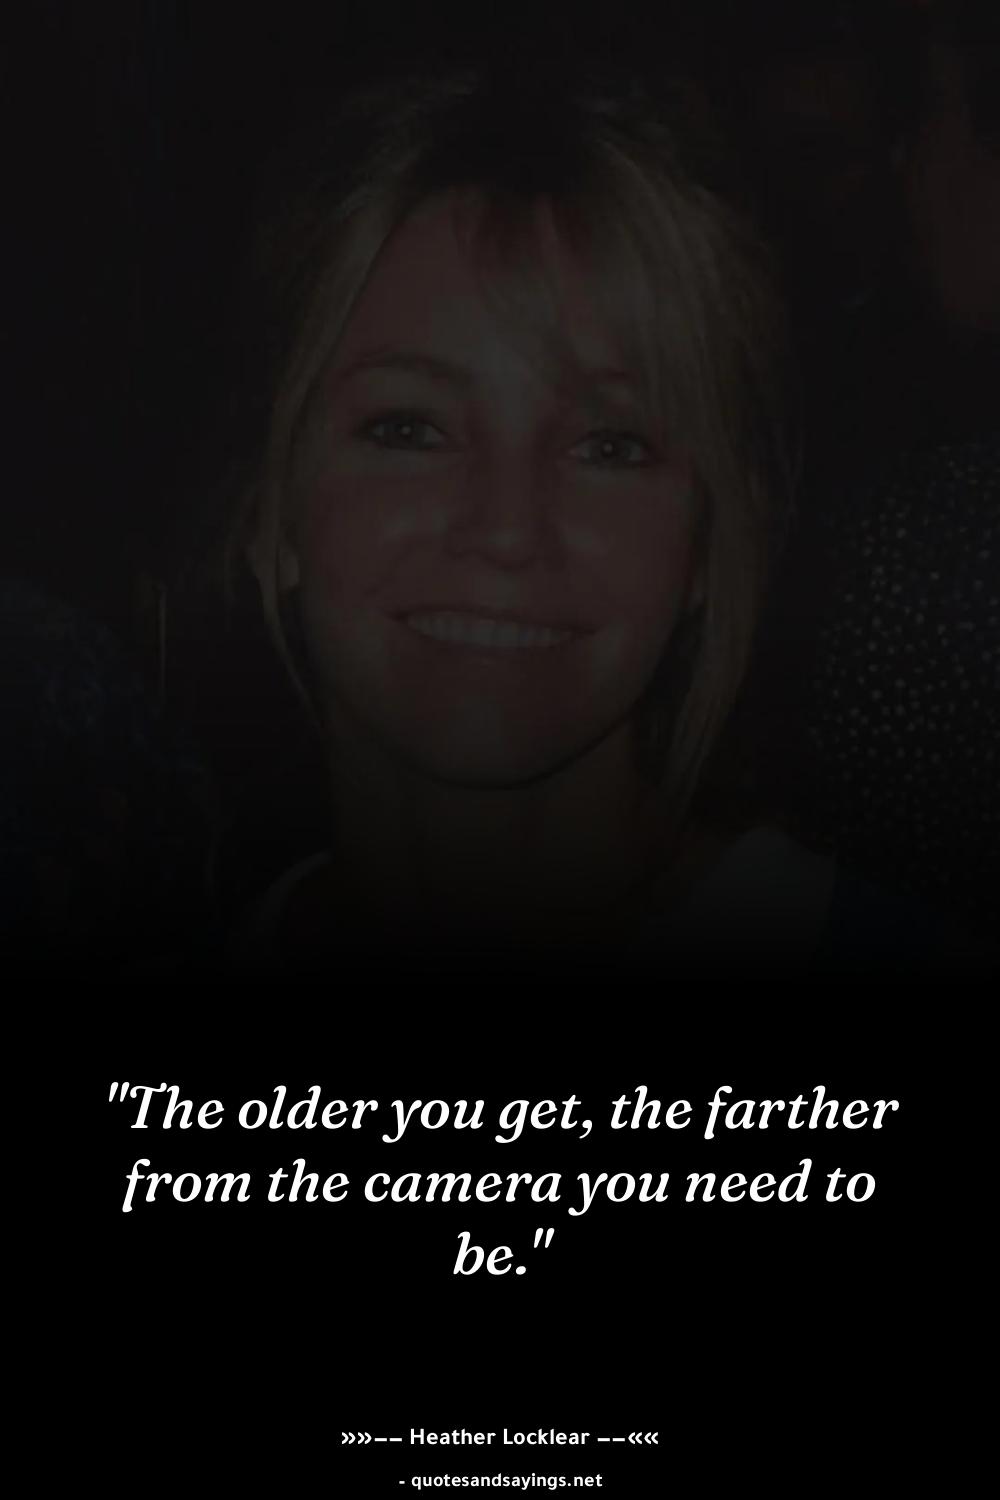 "The older you get, the farther
from the camera you need to
be."
»»−− Heather Locklear −−««
- quotesandsayings.net